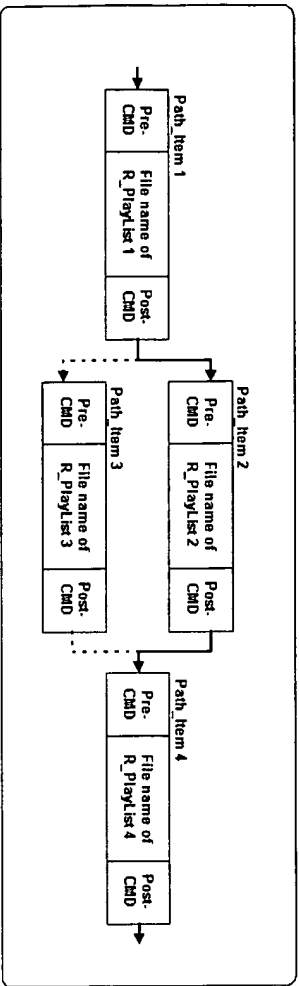 Path_Item 1
Pre-
CMD
File name of
R_PlayList 1
Post-
CMD
Path_Item 2
Pre-
CMD
File name of
R_PlayList 2
Post-
CMD
Path_Item 3
Pre-
CMD
File name of
R_PlayList 3
Post-
CMD
Path_Item 4
Pre-
CMD
File name of
R_PlayList 4
Post-
CMD